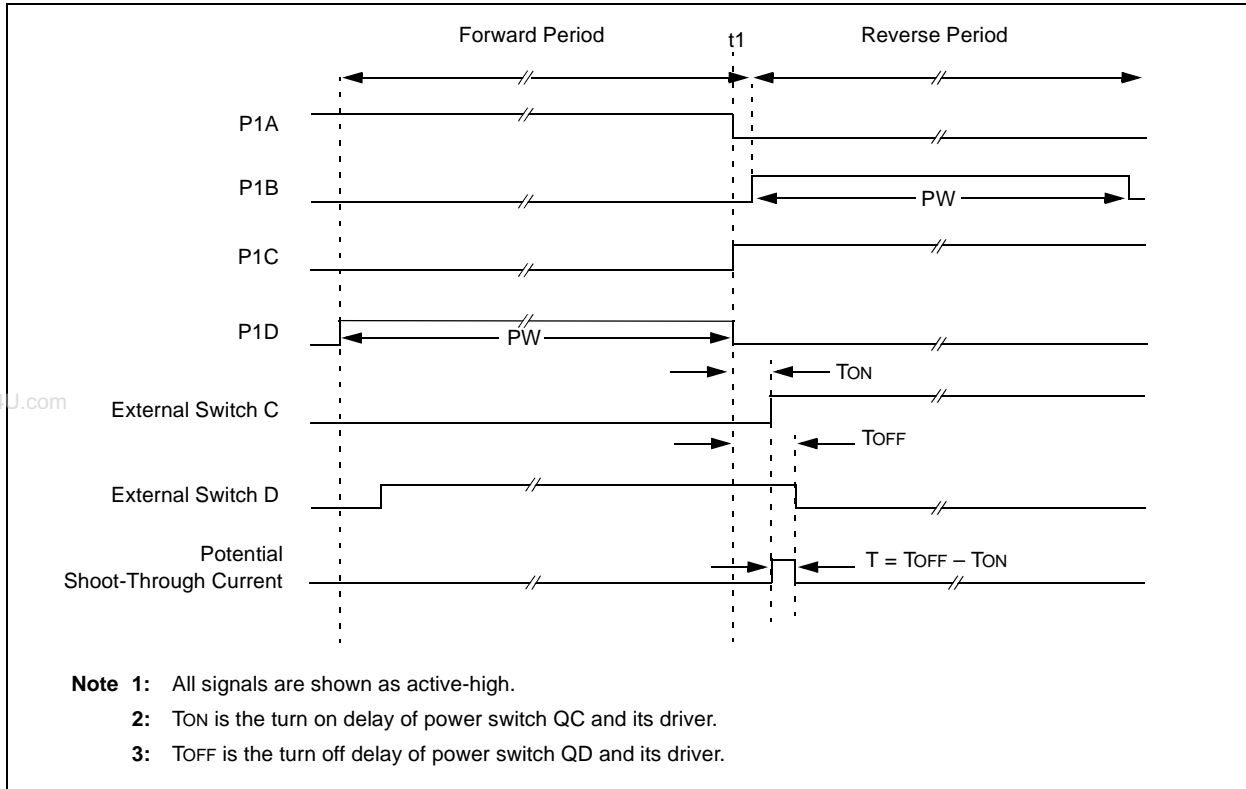 Forward Period
t1
Reverse Period
P1A
P1B
PW
P1C
P1D
PW
TON
4U.com
External Switch C
TOFF
External Switch D
Potential
Shoot-Through Current
T = TOFF – TON
Note 1: All signals are shown as active-high.
2: TON is the turn on delay of power switch QC and its driver.
3: TOFF is the turn off delay of power switch QD and its driver.